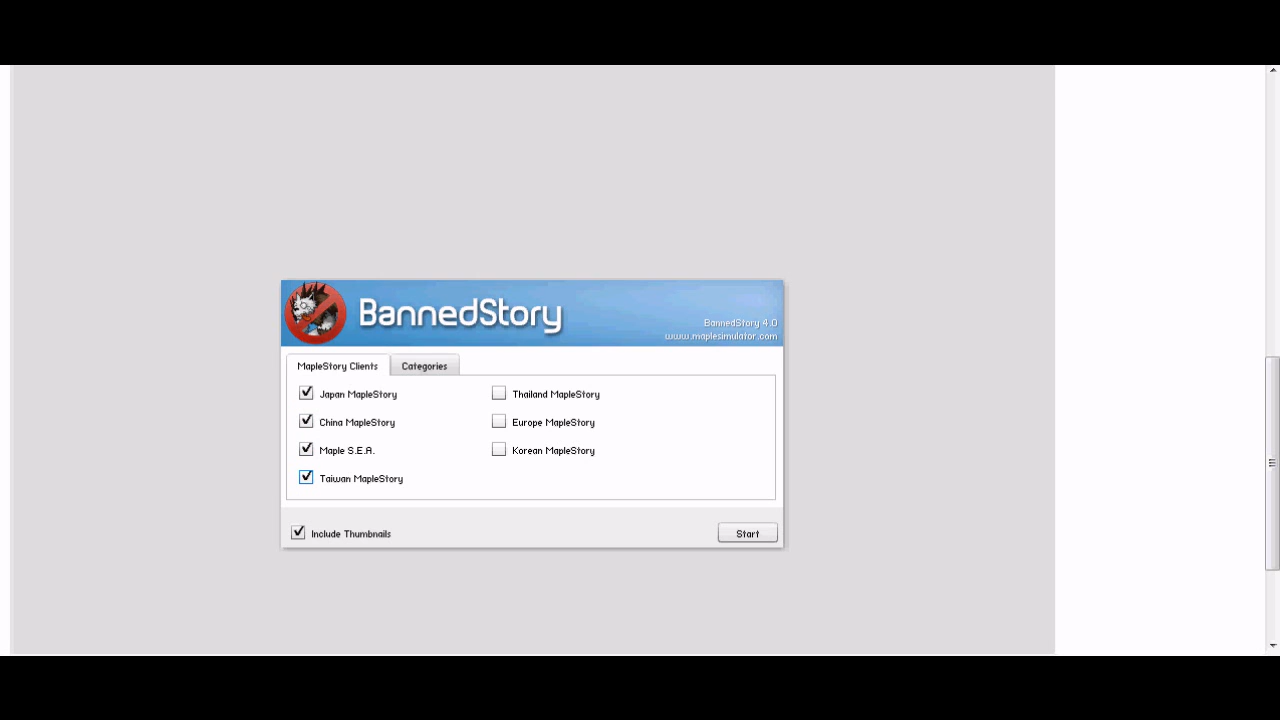 BannedStory
BannedStory 4.0
www.maplesimulator.com
MapleStory Clients
Categories
Japan MapleStory
Thailand MapleStory
China MapleStory
Europe MapleStory
Maple S.E.A.
Korean MapleStory
Taiwan MapleStory
Include Thumbnails
Start